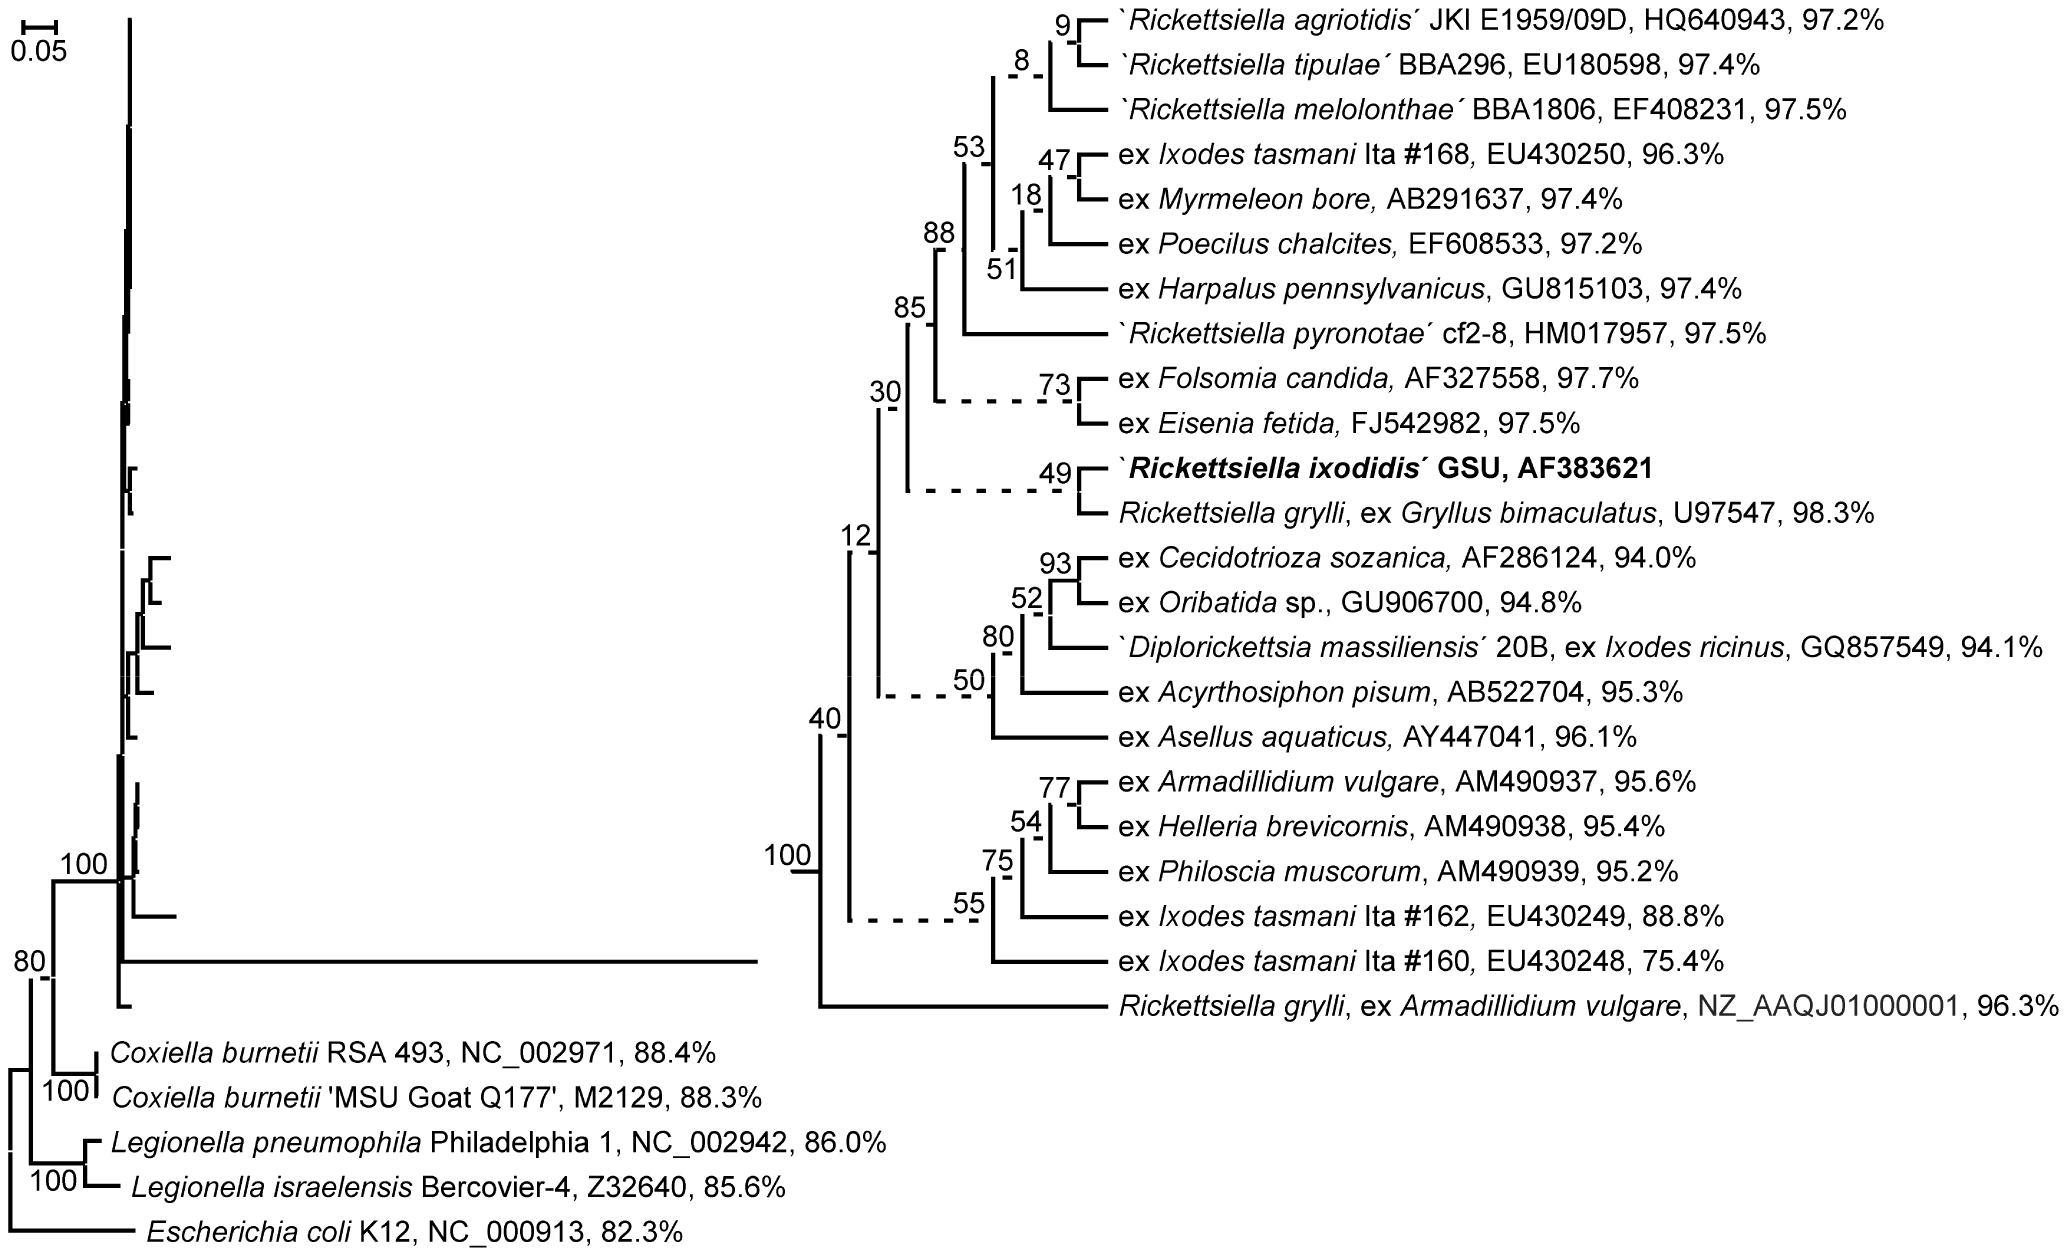 0.05
9
`Rickettsiella agriotidis´ JKI E1959/09D, HQ640943, 97.2%
8
`Rickettsiella tipulae´ BBA296, EU180598, 97.4%
`Rickettsiella melolonthae´ BBA1806, EF408231, 97.5%
53
47
ex Ixodes tasmani Ita #168, EU430250, 96.3%
18
ex Myrmeleon bore, AB291637, 97.4%
88
ex Poecilus chalcites, EF608533, 97.2%
51
ex Harpalus pennsylvanicus, GU815103, 97.4%
85
`Rickettsiella pyronotae´ cf2-8, HM017957, 97.5%
30
73
ex Folsomia candida, AF327558, 97.7%
ex Eisenia fetida, FJ542982, 97.5%
49
`Rickettsiella ixodidis´ GSU, AF383621
Rickettsiella grylli, ex Gryllus bimaculatus, U97547, 98.3%
12
93
ex Cecidotrioza sozanica, AF286124, 94.0%
52
ex Oribatida sp., GU906700, 94.8%
80
`Diplorickettsia massiliensis´ 20B, ex Ixodes ricinus, GQ857549, 94.1%
50
ex Acyrthosiphon pisum, AB522704, 95.3%
40
ex Asellus aquaticus, AY447041, 96.1%
77
ex Armadillidium vulgare, AM490937, 95.6%
54
ex Helleria brevicornis, AM490938, 95.4%
100
100
75
ex Philoscia muscorum, AM490939, 95.2%
55
ex Ixodes tasmani Ita #162, EU430249, 88.8%
80
ex Ixodes tasmani Ita #160, EU430248, 75.4%
Rickettsiella grylli, ex Armadillidium vulgare, NZ_AAQJ01000001, 96.3%
Coxiella burnetii RSA 493, NC_002971, 88.4%
100
Coxiella burnetii 'MSU Goat Q177', M2129, 88.3%
Legionella pneumophila Philadelphia 1, NC_002942, 86.0%
100
Legionella israelensis Bercovier-4, Z32640, 85.6%
Escherichia coli K12, NC_000913, 82.3%